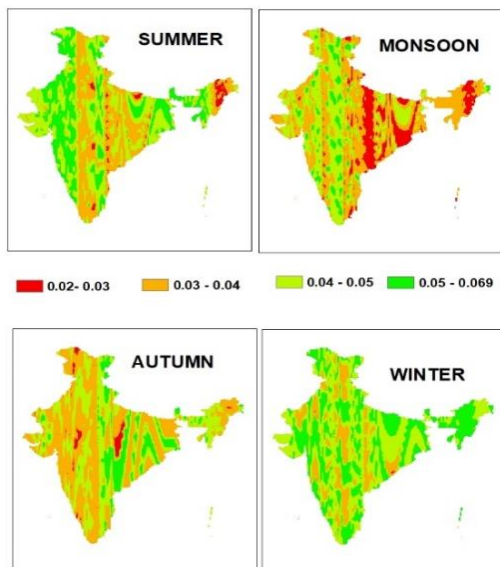 SUMMER
MONSOON
0.02- 0.03
0.03 - 0.04
0.04 - 0.05
0.05 - 0.069
AUTUMN
WINTER